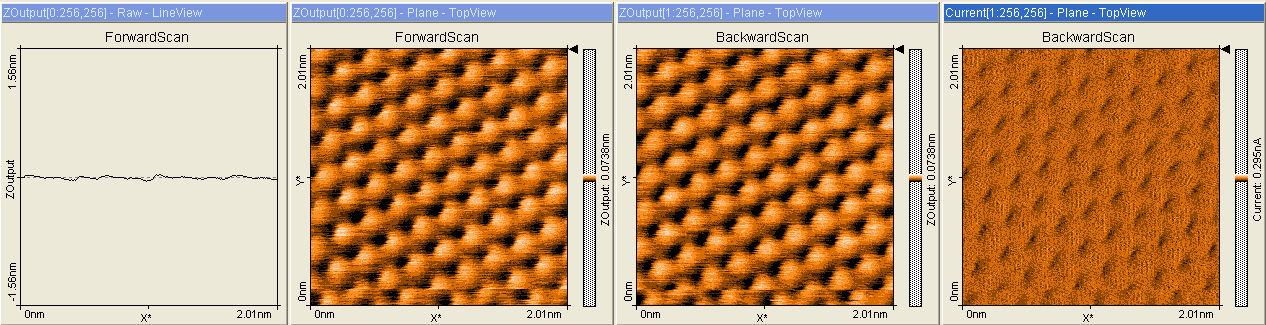 ZOutput[0:256,256] - Raw - LineView
ForwardScan
1.56nm
ZOutput
-1.56nm
0nm
X*
2.01nm
ZOutput[0:256,256] - Plane - TopView
ForwardScan
2.01nm
Y*
0nm
0nm
X*
2.01nm
ZOutput: 0.0738nm
ZOutput[1:256,256] - Plane - TopView
BackwardScan
2.01nm
Y*
0nm
0nm
X*
2.01nm
ZOutput: 0.0738nm
Current[1:256,256] - Plane - TopView
BackwardScan
2.01nm
Y*
0nm
0nm
X*
2.01nm
Current: 0.295nA